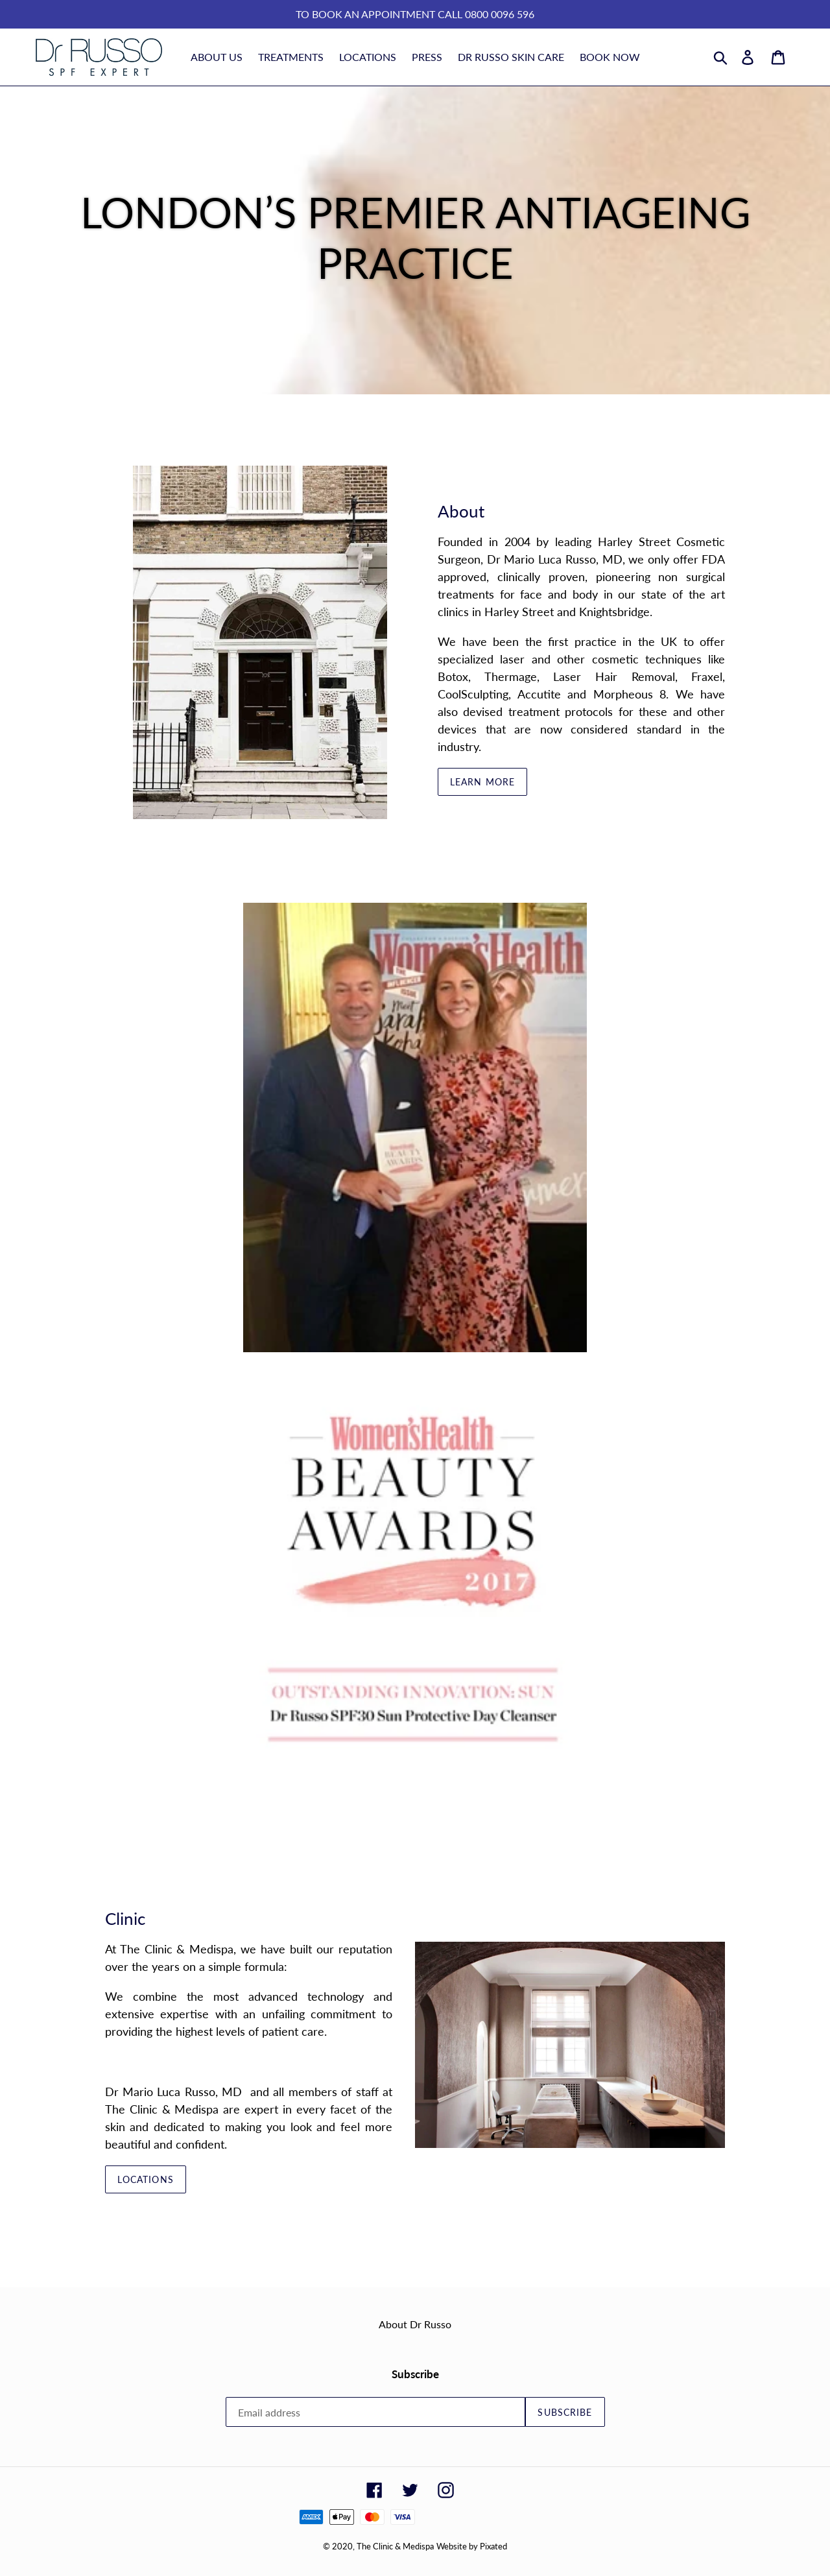 TO BOOK AN APPOINTMENT CALL 0800 0096 596
Dr RUSSO
SPF EXPERT
ABOUT US TREATMENTS LOCATIONS PRESS DR RUSSO SKIN CARE BOOK NOW
LONDON’S PREMIER ANTIAGEING
PRACTICE
About
Founded in 2004 by leading Harley Street Cosmetic
Surgeon, Dr Mario Luca Russo, MD, we only offer FDA
approved, clinically proven, pioneering non surgical
treatments for face and body in our state of the art
clinics in Harley Street and Knightsbridge.
We have been the first practice in the UK to offer
specialized laser and other cosmetic techniques like
Botox, Thermage, Laser Hair Removal, Fraxel,
CoolSculpting, Accutite and Morpheous 8. We have
also devised treatment protocols for these and other
devices that are now considered standard in the
industry.
LEARN MORE
Women'sHealth
Meet
Sarah
BEAUTY
AWARDS
Women'sHealth
BEAUTY
AWARDS
2017
OUTSTANDING INNOVATION: SUN
Dr Russo SPF30 Sun Protective Day Cleanser
Clinic
At The Clinic & Medispa, we have built our reputation
over the years on a simple formula:
We combine the most advanced technology and
extensive expertise with an unfailing commitment to
providing the highest levels of patient care.
Dr Mario Luca Russo, MD and all members of staff at
The Clinic & Medispa are expert in every facet of the
skin and dedicated to making you look and feel more
beautiful and confident.
LOCATIONS
About Dr Russo
Subscribe
Email address SUBSCRIBE
AMEX Pay VISA
© 2020, The Clinic & Medispa Website by Pixated